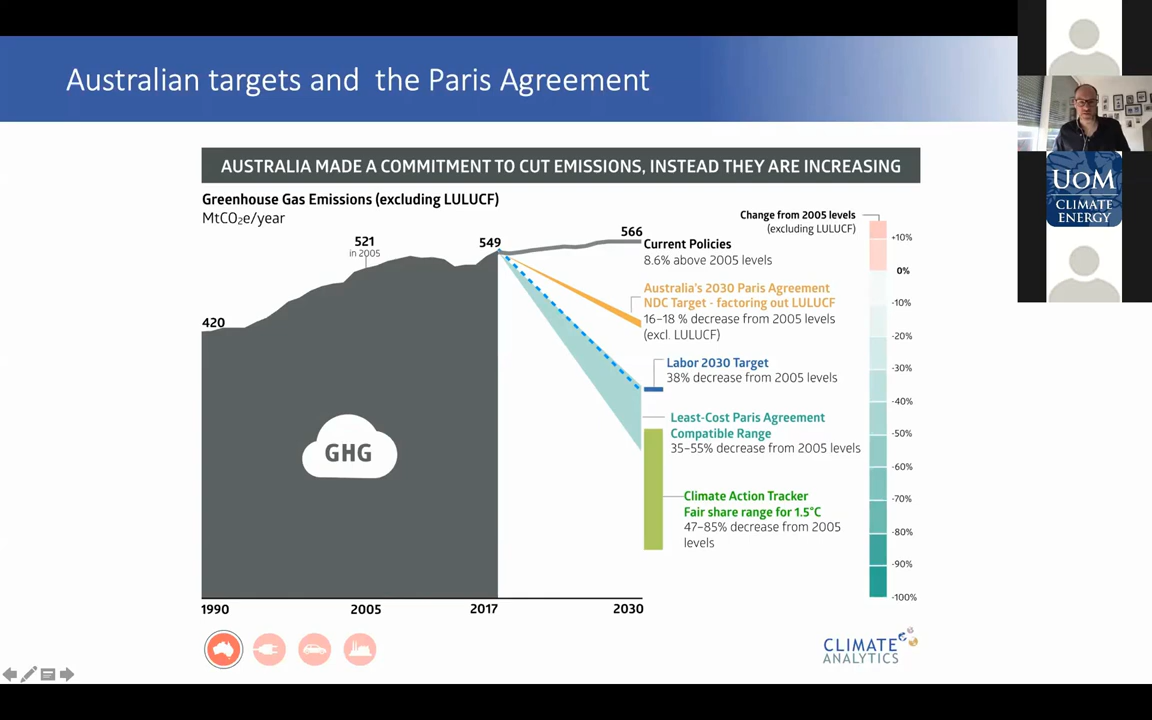 Australian targets and the Paris Agreement
AUSTRALIA MADE A COMMITMENT TO CUT EMISSIONS, INSTEAD THEY ARE INCREASING
Greenhouse Gas Emissions (excluding LULUCF)
MtCO₂e/year
420
521
in 2005
549
566
Current Policies
8.6% above 2005 levels
Australia's 2030 Paris Agreement
NDC Target - factoring out LULUCF
16–18 % decrease from 2005 levels
(excl. LULUCF)
Labor 2030 Target
38% decrease from 2005 levels
Least-Cost Paris Agreement
Compatible Range
35–55% decrease from 2005 levels
Climate Action Tracker
Fair share range for 1.5°C
47–85% decrease from 2005
levels
GHG
1990
2005
2017
2030
Change from 2005 levels
(excluding LULUCF)
+10%
0%
-10%
-20%
-30%
-40%
-50%
-60%
-70%
-80%
-90%
-100%
CLIMATE
ANALYTICS
UOM
CLIMATE
ENERGY